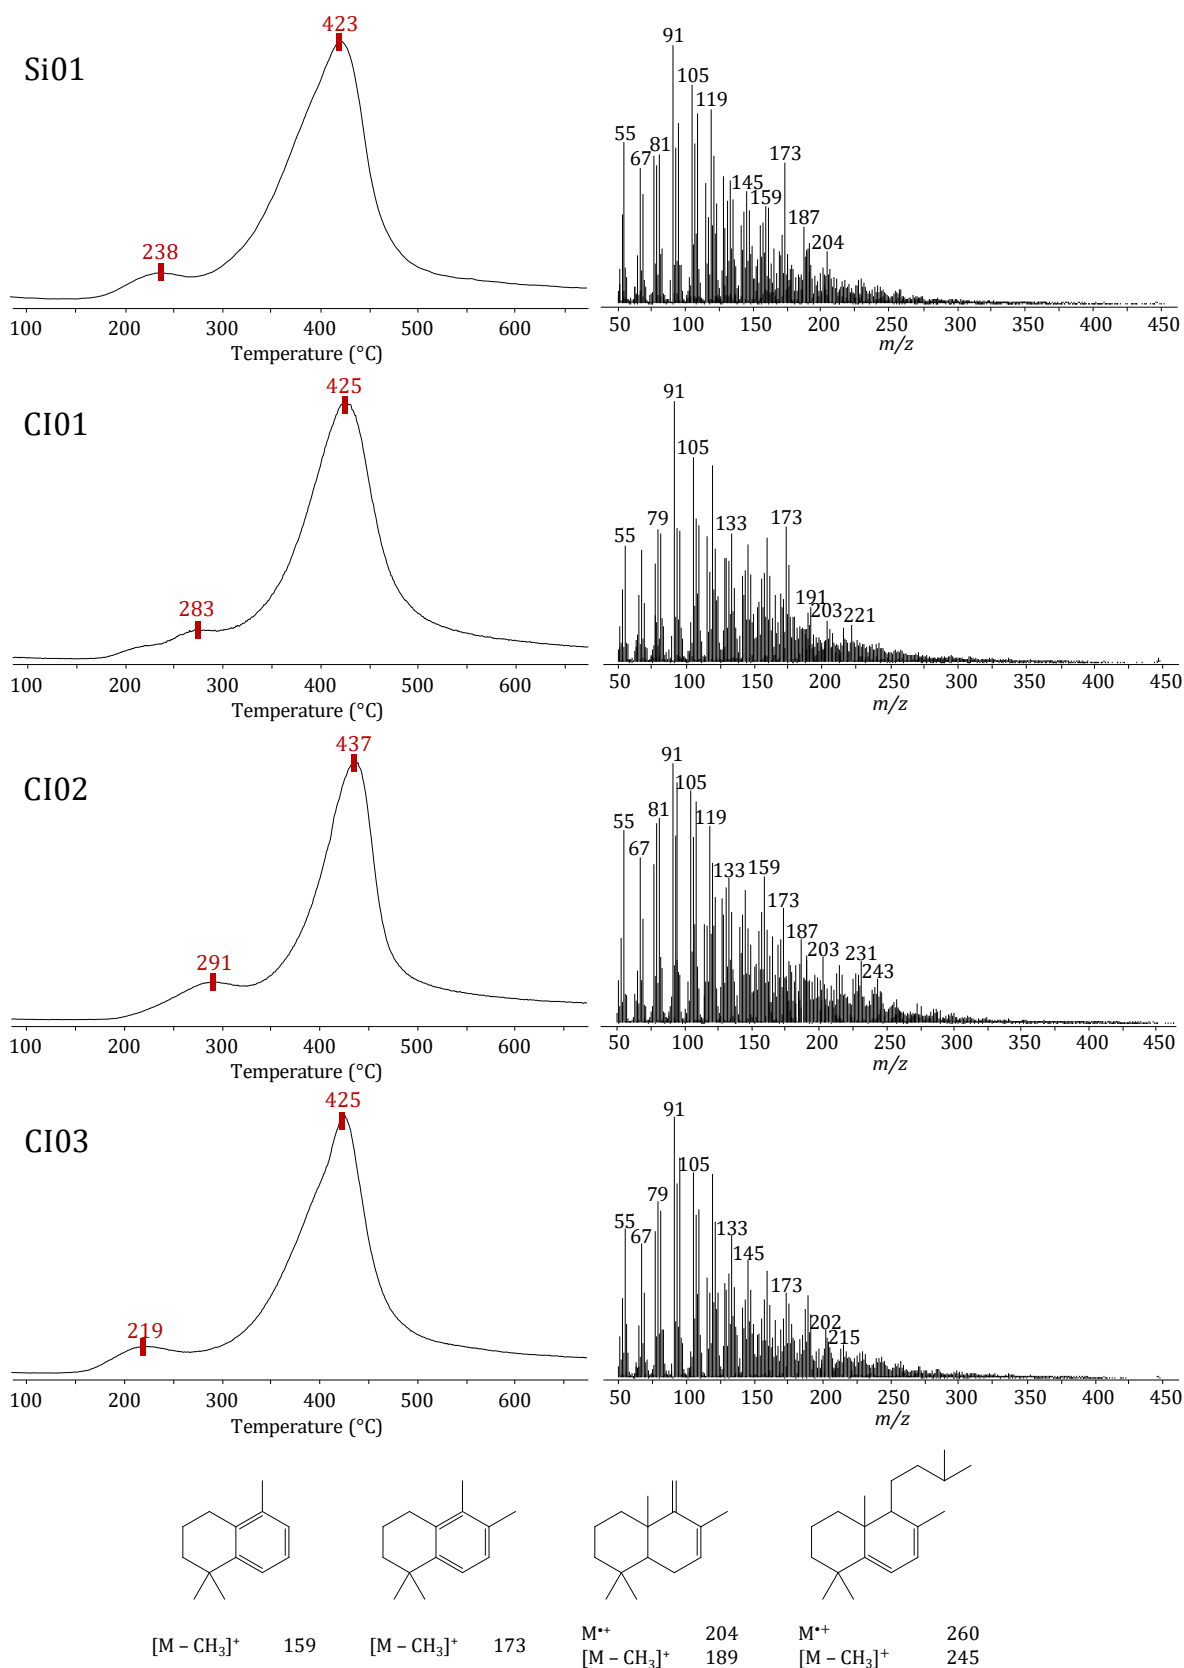 Si01
423
238
100 200 300 400 500 600
Temperature (°C)
91
105
119
55
67
81
145
159
173
187
204
50 100 150 200 250 300 350 400 450
m/z
CI01
425
283
100 200 300 400 500 600
Temperature (°C)
91
105
55
79
133
173
191
203
221
50 100 150 200 250 300 350 400 450
m/z
CI02
437
291
100 200 300 400 500 600
Temperature (°C)
91
105
81
119
55
67
133
159
173
187
203
231
243
50 100 150 200 250 300 350 400 450
m/z
CI03
425
219
100 200 300 400 500 600
Temperature (°C)
91
105
79
55
67
133
145
173
202
215
50 100 150 200 250 300 350 400 450
m/z
[M – CH₃]⁺ 159
[M – CH₃]⁺ 173
M•⁺ 204
[M – CH₃]⁺ 189
M•⁺ 260
[M – CH₃]⁺ 245